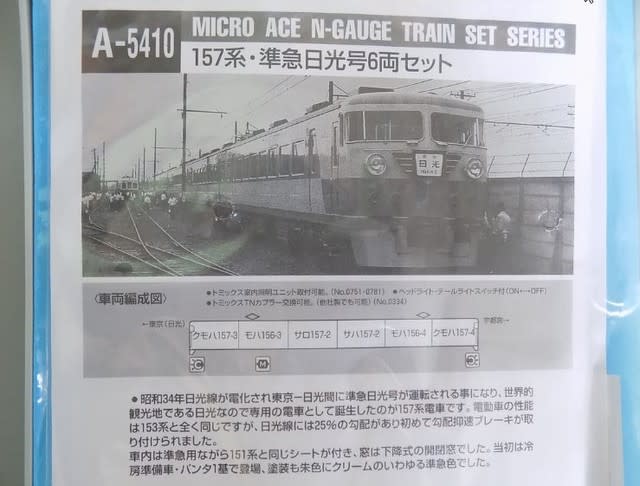 A-5410
MICRO ACE N-GAUGE TRAIN SET SERIES
157系・準急日光号6両セット
日光
NIKKO
〈車両編成図〉
●トミックス室内照明ユニット取付可能。(No.0751-0781) ●ヘッドライト・テールライトスイッチ付(ON←→OFF)
●トミックスTNカプラー交換可能。(他社製でも可能)(No.0334)
←東京(日光)
クモハ157-3 モハ156-3 サロ157-2 サハ157-2 モハ156-4 クモハ157-4
C M
●昭和34年日光線が電化され東京ー日光間に準急日光号が運転される事になり、世界的
観光地である日光なので専用の電車として誕生したのが157系電車です。電動車の性能
は153系と全く同じですが、日光線には25%の勾配があり初めて勾配抑速ブレーキが取
り付けられました。
車内は準急用ながら151系と同じシートが付き、窓は下降式の開閉窓でした。当初は冷
房準備車・パンタ1基で登場、塗装も朱色にクリームのいわゆる準急色でした。